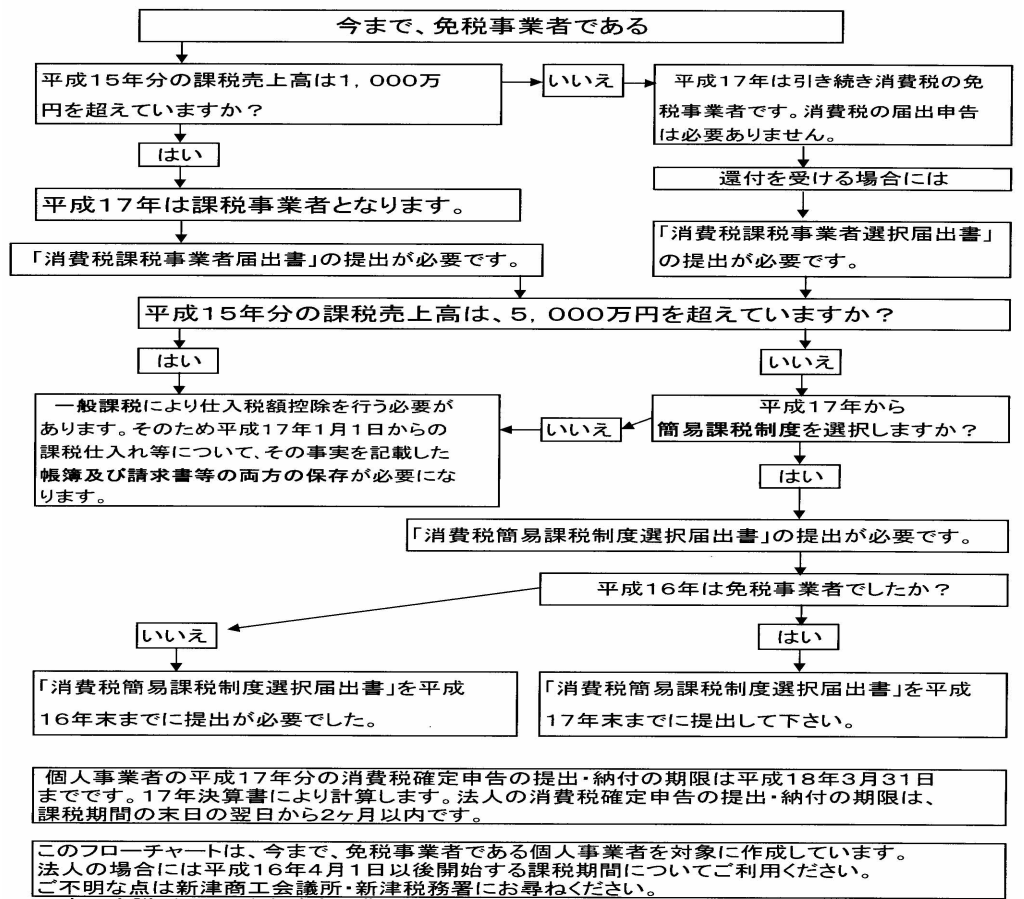 今まで、免税事業者である
平成15年分の課税売上高は1，000万
円を超えていますか？
いいえ
平成17年は引き続き消費税の免
税事業者です。消費税の届出申告
は必要ありません。
はい
還付を受ける場合には
平成17年は課税事業者となります。
「消費税課税事業者選択届出書」
の提出が必要です。
「消費税課税事業者届出書」の提出が必要です。
平成15年分の課税売上高は、5，000万円を超えていますか？
はい
いいえ
一般課税により仕入税額控除を行う必要が
あります。そのため平成17年1月1日からの
課税仕入れ等について、その事実を記載した
帳簿及び請求書等の両方の保存が必要にな
ります。
いいえ
平成17年から
簡易課税制度を選択しますか？
はい
「消費税簡易課税制度選択届出書」の提出が必要です。
平成16年は免税事業者でしたか？
いいえ
はい
「消費税簡易課税制度選択届出書」を平成
16年末までに提出が必要でした。
「消費税簡易課税制度選択届出書」を平成
17年末までに提出して下さい。
個人事業者の平成17年分の消費税確定申告の提出・納付の期限は平成18年3月31日
までです。17年決算書により計算します。法人の消費税確定申告の提出・納付の期限は、
課税期間の末日の翌日から2ヶ月以内です。
このフローチャートは、今まで、免税事業者である個人事業者を対象に作成しています。
法人の場合には平成16年4月1日以後開始する課税期間についてご利用ください。
ご不明な点は新津商工会議所・新津税務署にお尋ねください。